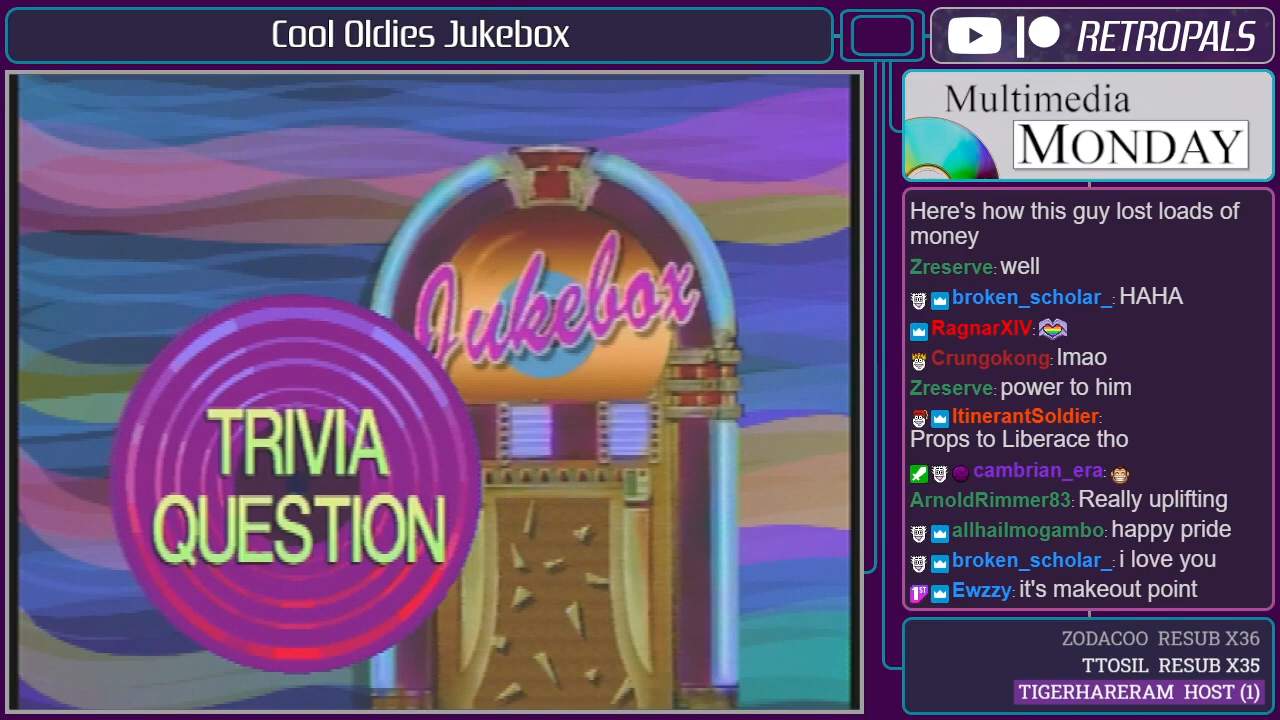 Cool Oldies Jukebox
RETROPALS
Multimedia
MONDAY
Jukebox
TRIVIA
QUESTION
Here's how this guy lost loads of
money
Zreserve: well
broken_scholar_: HAHA
RagnarXIV:
Crungokong: lmao
Zreserve: power to him
ItinerantSoldier:
Props to Liberace tho
cambrian_era:
ArnoldRimmer83: Really uplifting
allhailmogambo: happy pride
broken_scholar_: i love you
1ST Ewzzy: it's makeout point
ZODACOO RESUB X36
TTOSIL RESUB X35
TIGERHARERAM HOST (1)